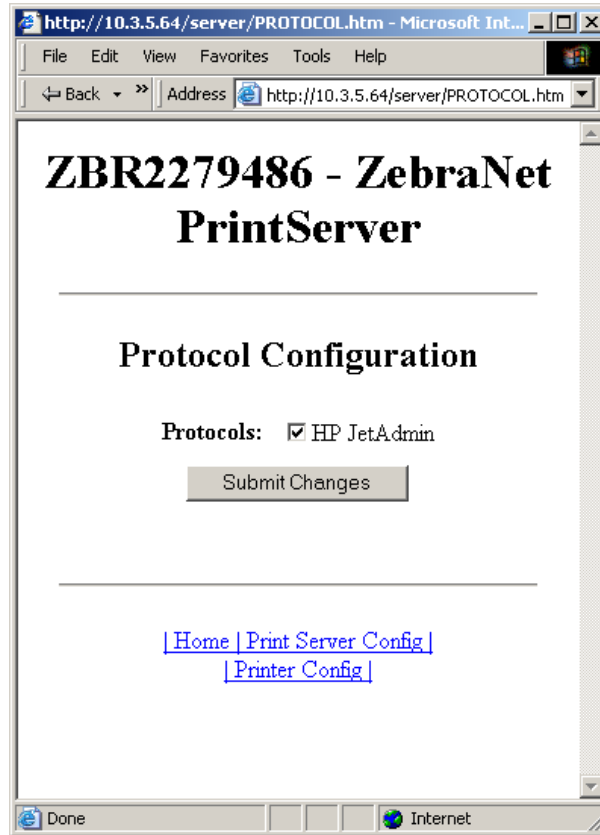 http://10.3.5.64/server/PROTOCOL.htm - Microsoft Int...
File Edit View Favorites Tools Help
Back » Address http://10.3.5.64/server/PROTOCOL.htm
ZBR2279486 - ZebraNet
PrintServer
Protocol Configuration
Protocols: HP JetAdmin
Submit Changes
| Home | Print Server Config |
| Printer Config |
Done Internet